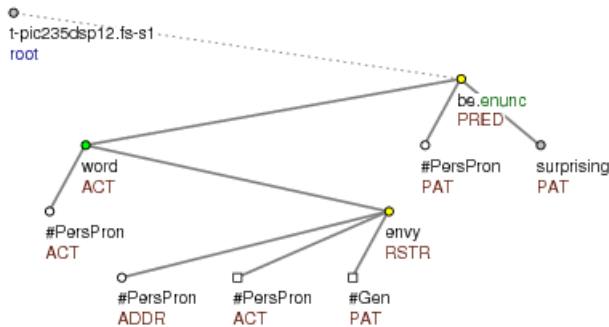 t-pic235dsp12.fs-s1
root
be.enunc
PRED
word
ACT
#PersPron
PAT
surprising
PAT
#PersPron
ACT
envy
RSTR
#PersPron
ADDR
#PersPron
ACT
#Gen
PAT